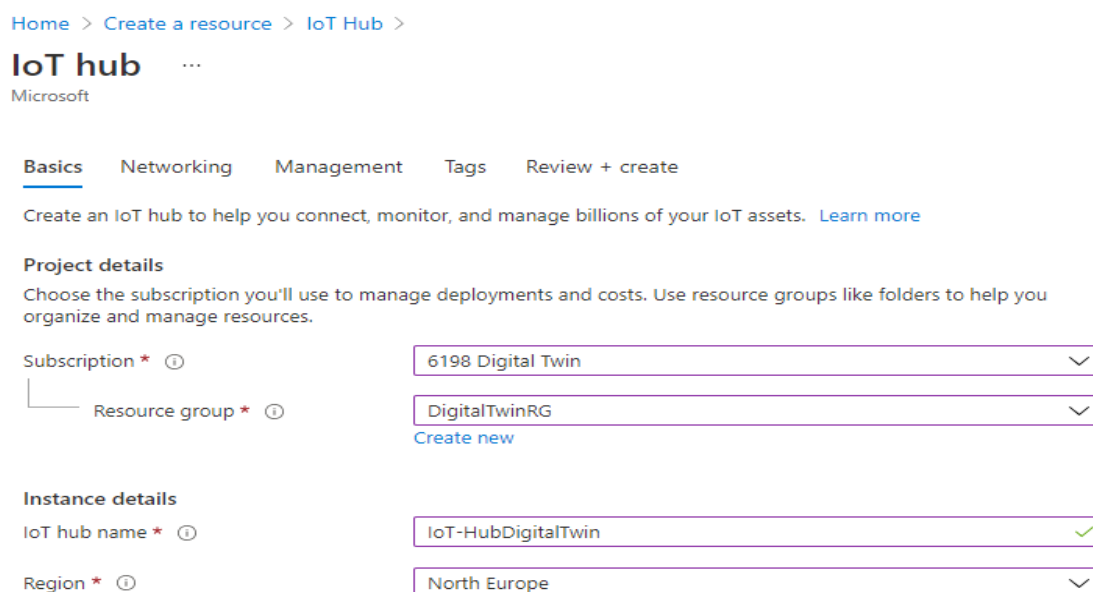 Home > Create a resource > IoT Hub >
IoT hub ...
Microsoft
Basics Networking Management Tags Review + create
Create an IoT hub to help you connect, monitor, and manage billions of your IoT assets. Learn more
Project details
Choose the subscription you'll use to manage deployments and costs. Use resource groups like folders to help you
organize and manage resources.
Subscription * 6198 Digital Twin
Resource group * DigitalTwinRG
Create new
Instance details
IoT hub name * IoT-HubDigitalTwin
Region * North Europe